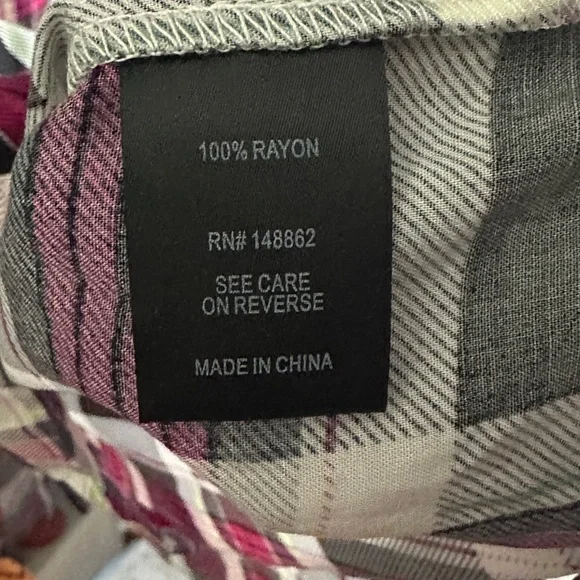 100% RAYON
RN# 148862
SEE CARE
ON REVERSE
MADE IN CHINA